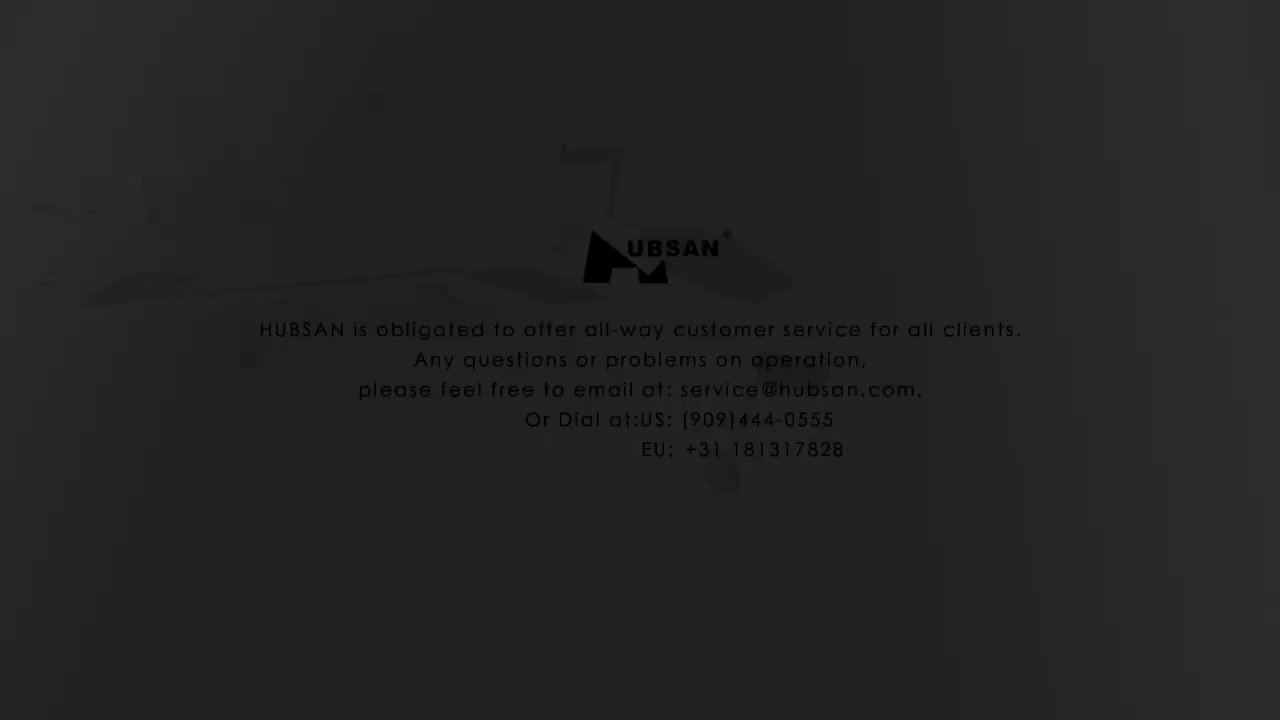 HUBSAN®
HUBSAN is obligated to offer all-way customer service for all clients.
Any questions or problems on operation,
please feel free to email at: service@hubsan.com.
Or Dial at:US: (909)444-0555
EU: +31 181317828